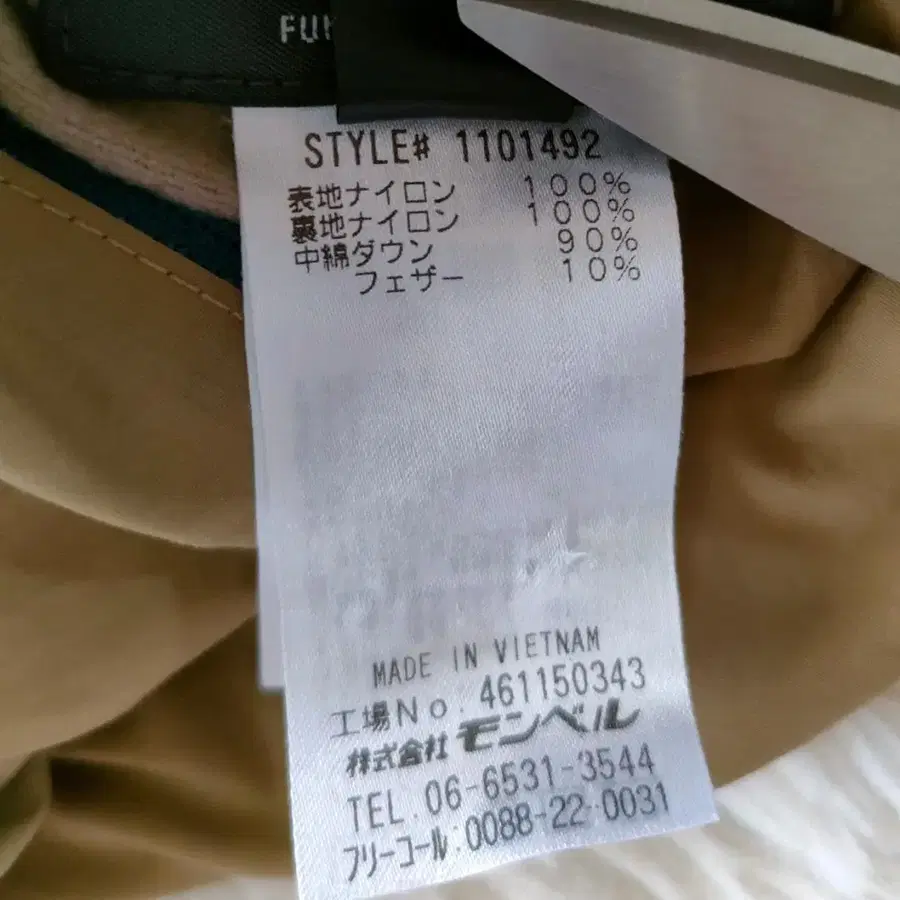 FUN
STYLE# 1101492
表地ナイロン 100%
裏地ナイロン 100%
中綿ダウン 90%
フェザー 10%
MADE IN VIETNAM
工場No. 461150343
株式会社 モンベル
TEL. 06-6531-3544
フリーコール: 0088-22-0031